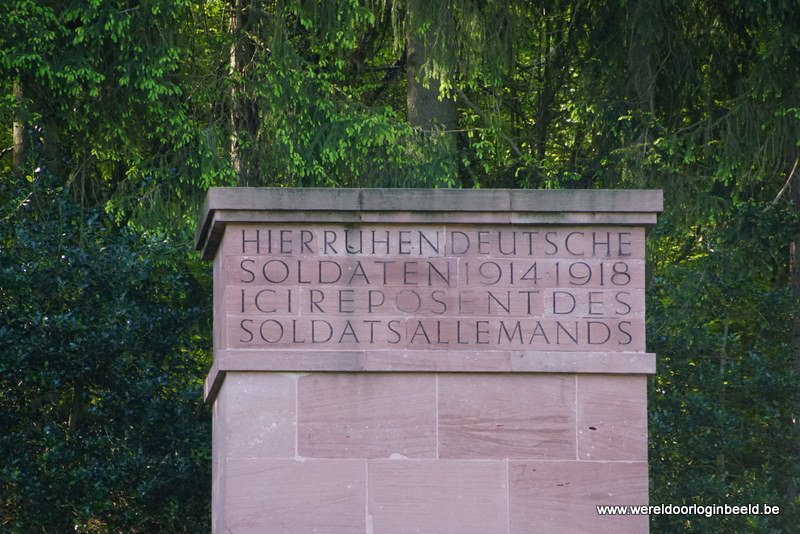 HIER RUHEN DEUTSCHE
SOLDATEN 1914·1918
ICI REPOSENT DES
SOLDATS ALLEMANDS
www.wereldoorloginbeeld.be